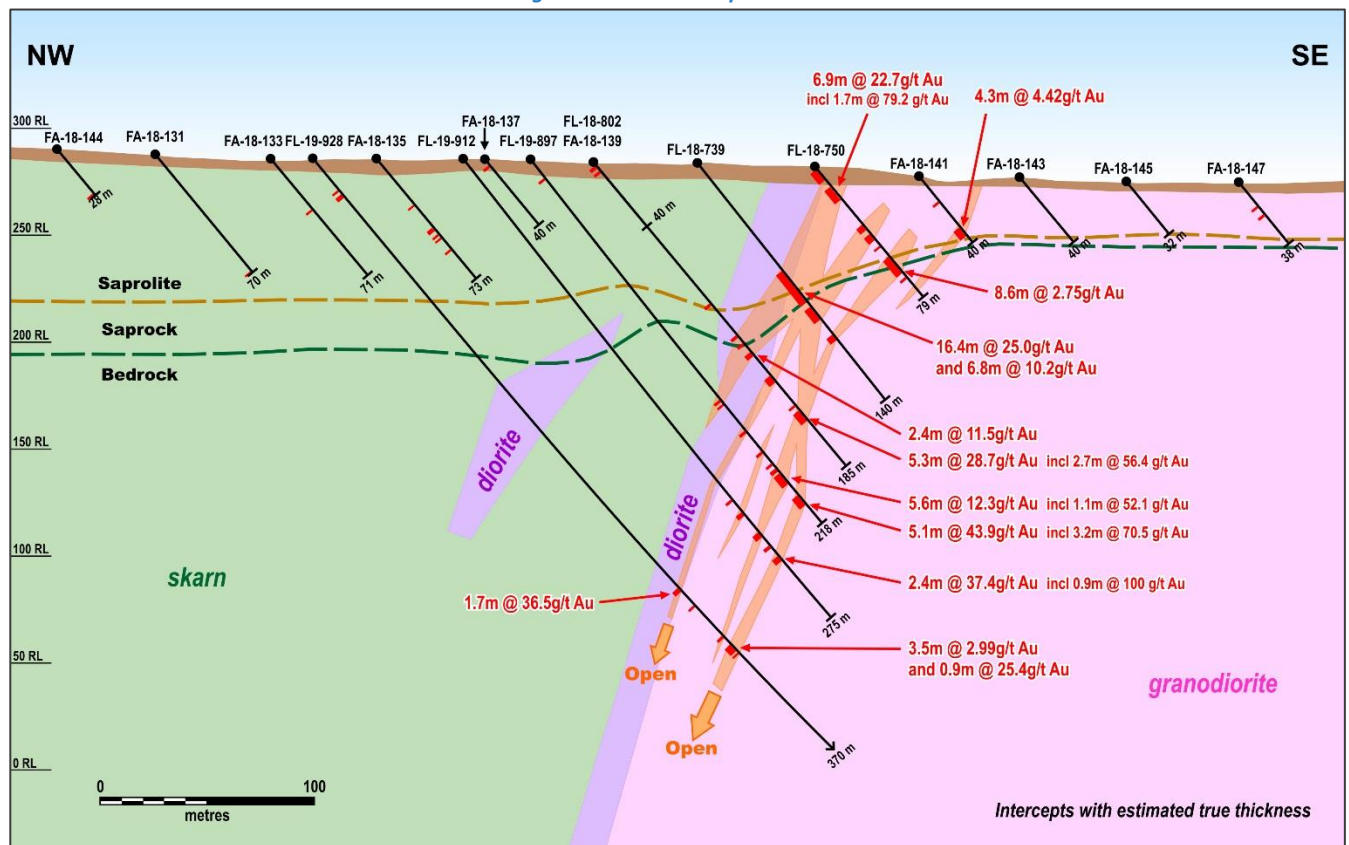 NW
SE
6.9m @ 22.7g/t Au
incl 1.7m @ 79.2 g/t Au
4.3m @ 4.42g/t Au
300 RL
FA-18-144
FA-18-131
FA-18-133
FL-19-928
FA-18-135
FL-19-912
FA-18-137
FL-19-897
FL-18-802
FA-18-139
FL-18-739
FL-18-750
FA-18-141
FA-18-143
FA-18-145
FA-18-147
28 m
70 m
71 m
73 m
40 m
40 m
79 m
40 m
40 m
32 m
38 m
250 RL
Saprolite
200 RL
Saprock
Bedrock
8.6m @ 2.75g/t Au
16.4m @ 25.0g/t Au
and 6.8m @ 10.2g/t Au
140 m
2.4m @ 11.5g/t Au
150 RL
diorite
185 m
5.3m @ 28.7g/t Au incl 2.7m @ 56.4 g/t Au
5.6m @ 12.3g/t Au incl 1.1m @ 52.1 g/t Au
218 m
5.1m @ 43.9g/t Au incl 3.2m @ 70.5 g/t Au
diorite
100 RL
skarn
2.4m @ 37.4g/t Au incl 0.9m @ 100 g/t Au
1.7m @ 36.5g/t Au
275 m
50 RL
3.5m @ 2.99g/t Au
and 0.9m @ 25.4g/t Au
Open
granodiorite
Open
370 m
0 RL
0
100
metres
Intercepts with estimated true thickness